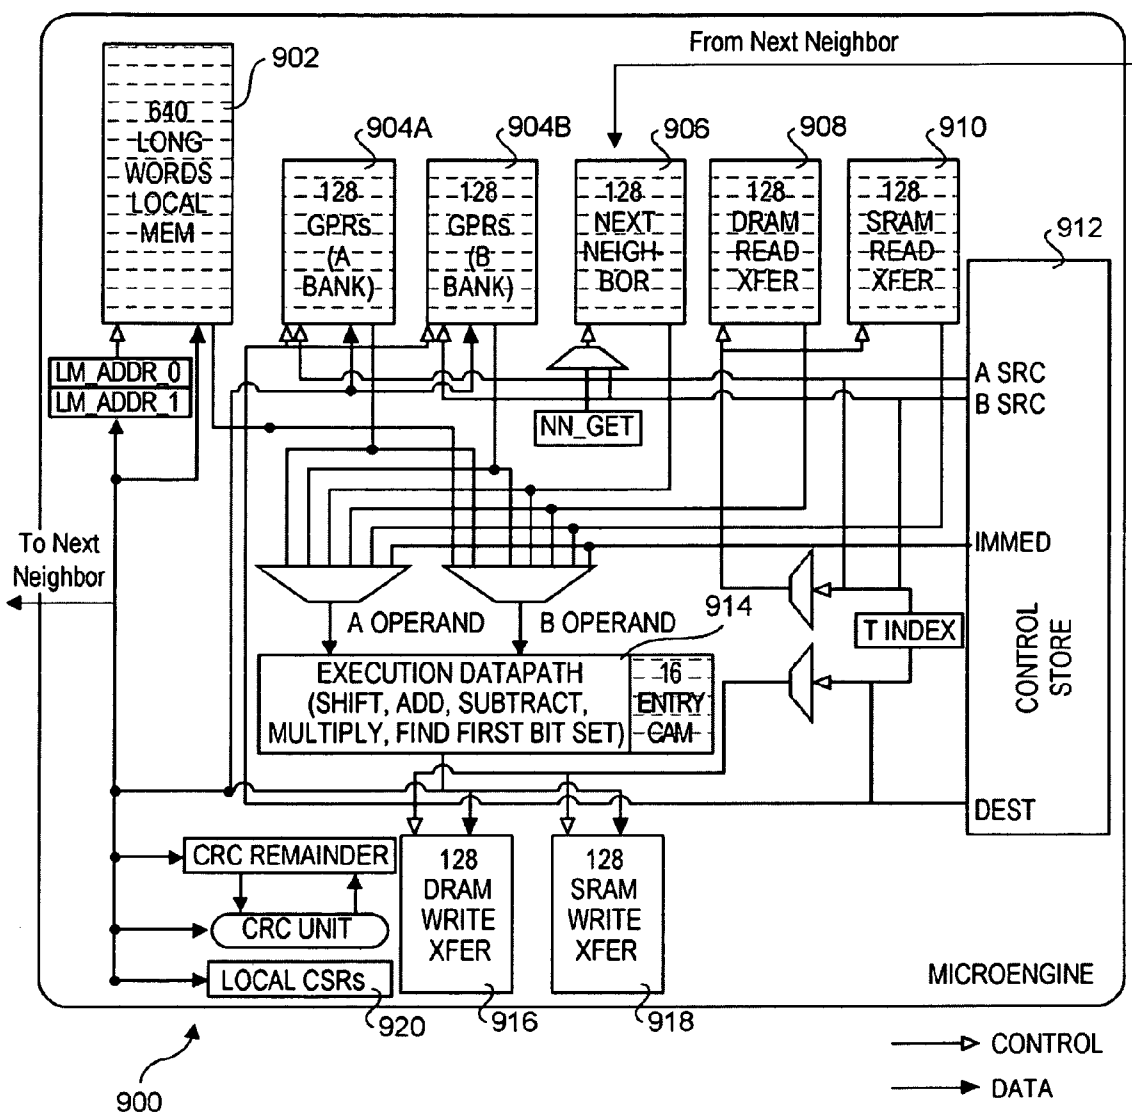 From Next Neighbor
902
904A
904B
906
908
910
912
640
LONG
WORDS
LOCAL
MEM
128
GPRs
(A
BANK)
128
GPRs
(B
BANK)
128
NEXT
NEIGH-
BOR
128
DRAM
READ
XFER
128
SRAM
READ
XFER
LM_ADDR_0
LM_ADDR_1
NN_GET
A SRC
B SRC
IMMED
CONTROL
STORE
DEST
To Next
Neighbor
A OPERAND
B OPERAND
914
T INDEX
EXECUTION DATAPATH
(SHIFT, ADD, SUBTRACT,
MULTIPLY, FIND FIRST BIT SET)
16
ENTRY
CAM
CRC REMAINDER
CRC UNIT
LOCAL CSRs
920
128
DRAM
WRITE
XFER
916
128
SRAM
WRITE
XFER
918
MICROENGINE
900
CONTROL
DATA